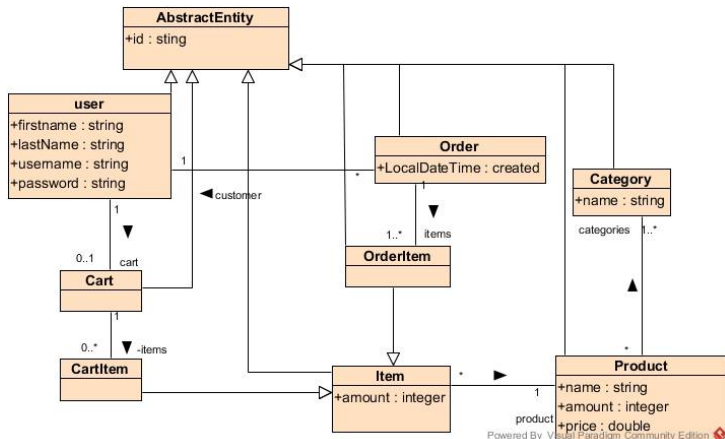 AbstractEntity
+id : sting
user
+firstname : string
+lastName : string
+username : string
+password : string
1
*
customer
Order
+LocalDateTime : created
1
1..*
items
OrderItem
Category
+name : string
categories
1..*
*
1
0..1
cart
Cart
1
0..*
-items
CartItem
Item
+amount : integer
*
1
product
Product
+name : string
+amount : integer
+price : double
Powered By Visual Paradigm Community Edition